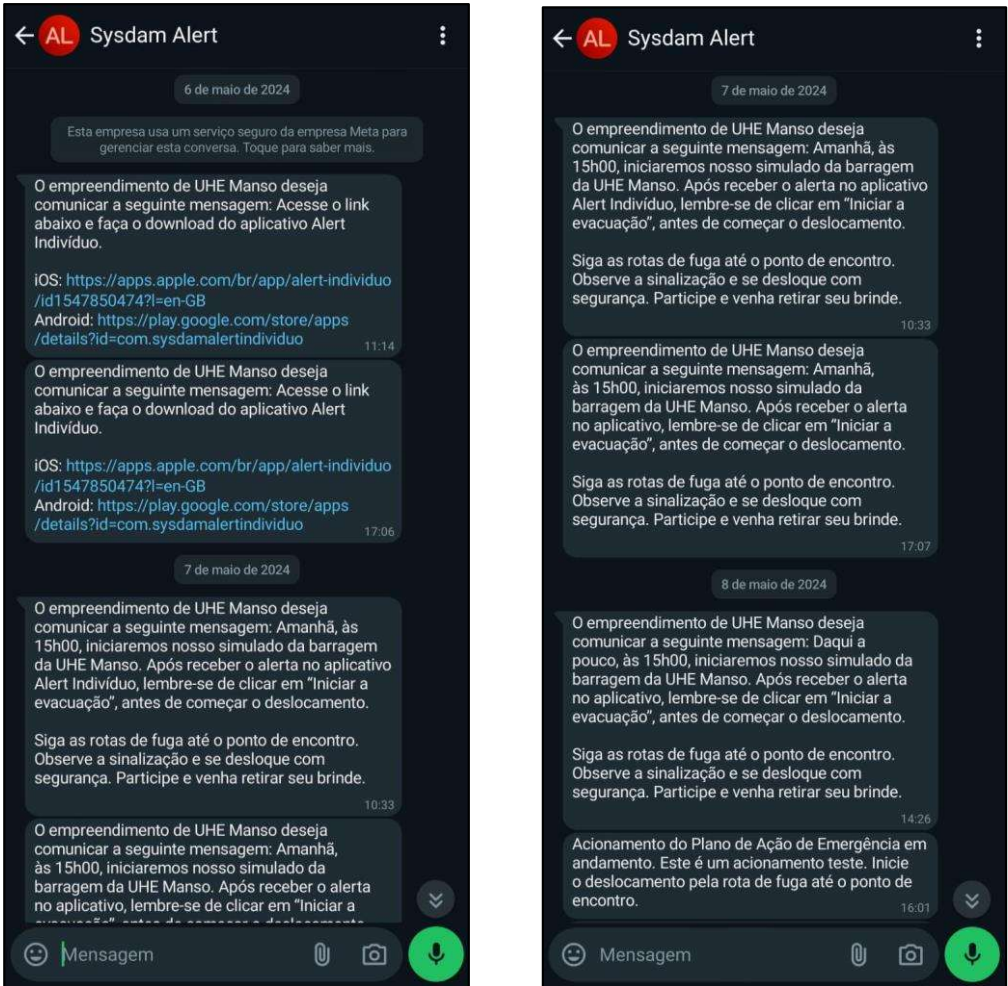 Sysdam Alert
6 de maio de 2024
Esta empresa usa um serviço seguro da empresa Meta para
gerenciar esta conversa. Toque para saber mais.
O empreendimento de UHE Manso deseja
comunicar a seguinte mensagem: Acesse o link
abaixo e faça o download do aplicativo Alert
Indivíduo.
iOS: https://apps.apple.com/br/app/alert-individuo
/id1547850474?l=en-GB
Android: https://play.google.com/store/apps
/details?id=com.sysdamalertindividuo
11:14
O empreendimento de UHE Manso deseja
comunicar a seguinte mensagem: Acesse o link
abaixo e faça o download do aplicativo Alert
Indivíduo.
iOS: https://apps.apple.com/br/app/alert-individuo
/id1547850474?l=en-GB
Android: https://play.google.com/store/apps
/details?id=com.sysdamalertindividuo
17:06
7 de maio de 2024
O empreendimento de UHE Manso deseja
comunicar a seguinte mensagem: Amanhã, às
15h00, iniciaremos nosso simulado da barragem
da UHE Manso. Após receber o alerta no aplicativo
Alert Indivíduo, lembre-se de clicar em “Iniciar a
evacuação”, antes de começar o deslocamento.
Siga as rotas de fuga até o ponto de encontro.
Observe a sinalização e se desloque com
segurança. Participe e venha retirar seu brinde.
10:33
O empreendimento de UHE Manso deseja
comunicar a seguinte mensagem: Amanhã,
às 15h00, iniciaremos nosso simulado da
barragem da UHE Manso. Após receber o alerta
no aplicativo, lembre-se de clicar em “Iniciar a
evacuação”, antes de começar o deslocamento.
Mensagem
AL Sysdam Alert
7 de maio de 2024
O empreendimento de UHE Manso deseja
comunicar a seguinte mensagem: Amanhã, às
15h00, iniciaremos nosso simulado da barragem
da UHE Manso. Após receber o alerta no aplicativo
Alert Indivíduo, lembre-se de clicar em “Iniciar a
evacuação”, antes de começar o deslocamento.
Siga as rotas de fuga até o ponto de encontro.
Observe a sinalização e se desloque com
segurança. Participe e venha retirar seu brinde.
10:33
O empreendimento de UHE Manso deseja
comunicar a seguinte mensagem: Amanhã,
às 15h00, iniciaremos nosso simulado da
barragem da UHE Manso. Após receber o alerta
no aplicativo, lembre-se de clicar em “Iniciar a
evacuação”, antes de começar o deslocamento.
Siga as rotas de fuga até o ponto de encontro.
Observe a sinalização e se desloque com
segurança. Participe e venha retirar seu brinde.
17:07
8 de maio de 2024
O empreendimento de UHE Manso deseja
comunicar a seguinte mensagem: Daqui a
pouco, às 15h00, iniciaremos nosso simulado da
barragem da UHE Manso. Após receber o alerta
no aplicativo, lembre-se de clicar em “Iniciar a
evacuação”, antes de começar o deslocamento.
Siga as rotas de fuga até o ponto de encontro.
Observe a sinalização e se desloque com
segurança. Participe e venha retirar seu brinde.
14:26
Acionamento do Plano de Ação de Emergência em
andamento. Este é um acionamento teste. Inicie
o deslocamento pela rota de fuga até o ponto de
encontro.
16:01
Mensagem